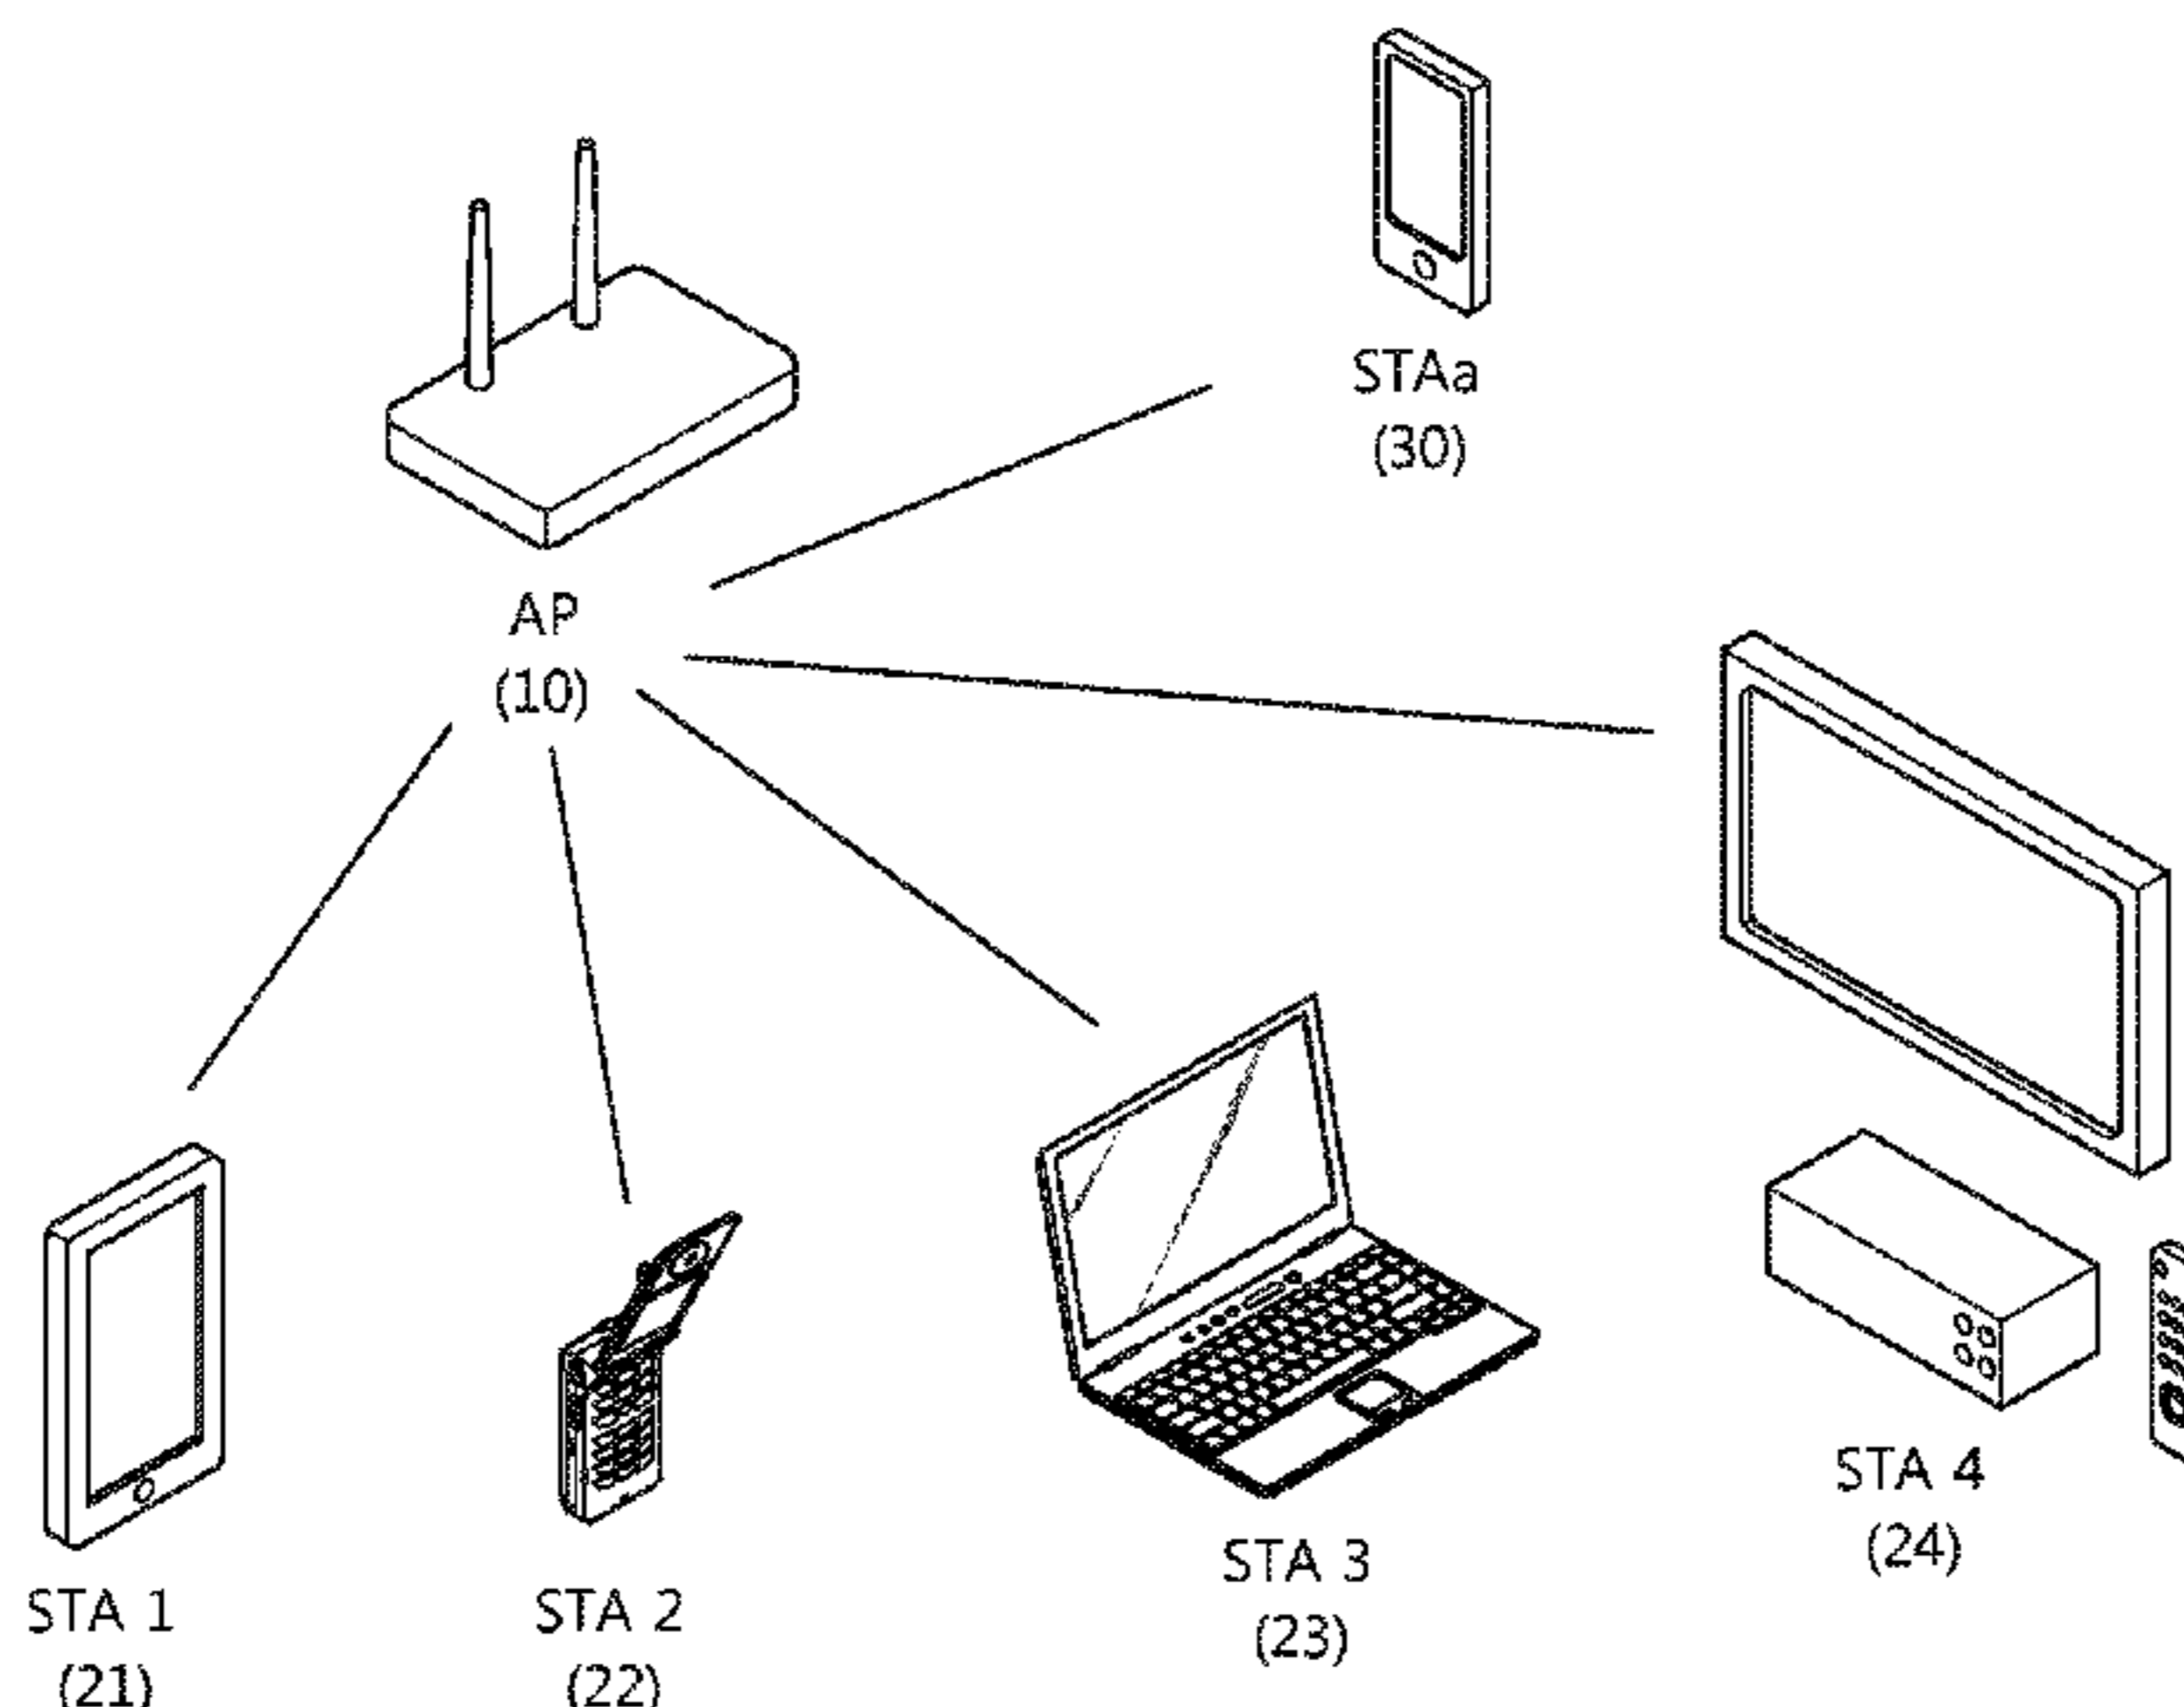 STAa
(30)
AP
(10)
STA 1
(21)
STA 2
(22)
STA 3
(23)
STA 4
(24)